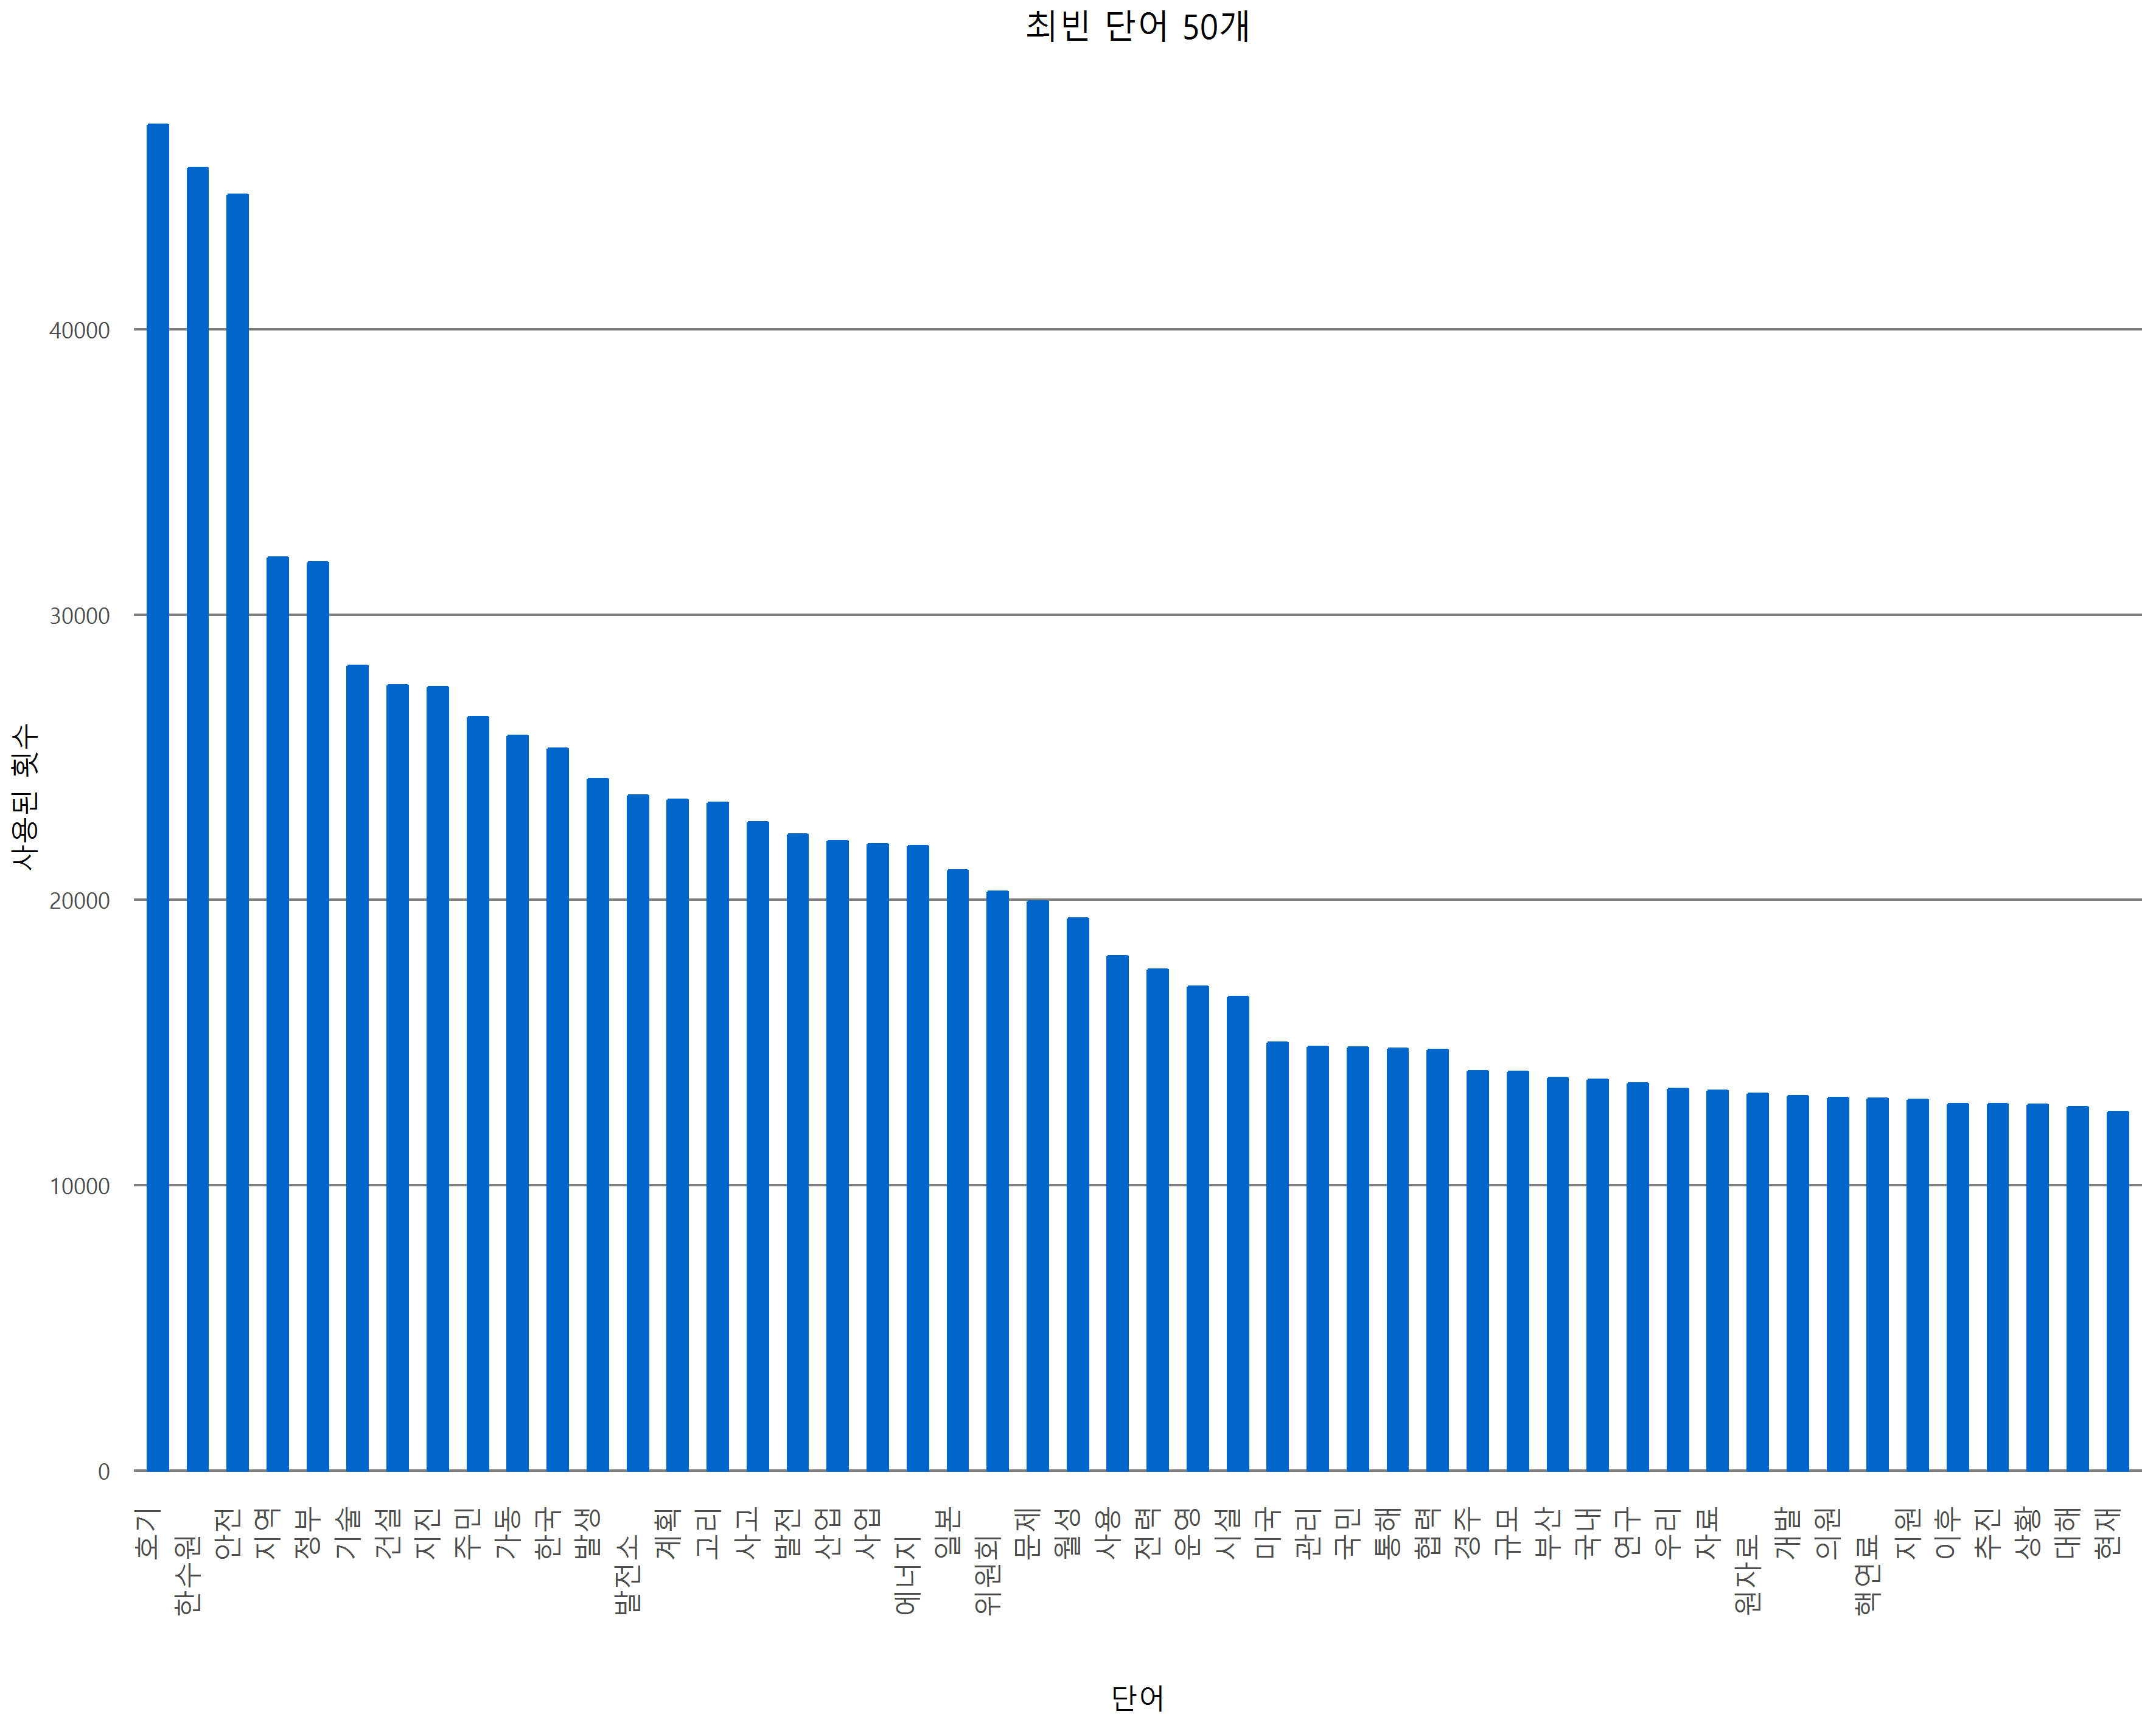 최빈 단어 50개
사용된 횟수
40000
30000
20000
10000
0
호기
한수원
안전
지역
정부
기술
건설
지진
주민
가동
한국
발생
발전소
계획
고리
사고
발전
산업
사업
에너지
일본
위원회
문제
월성
사용
전력
운영
시설
미국
관리
국민
통해
협력
경주
규모
부산
국내
연구
우리
자료
원자로
개발
의원
핵연료
지원
이후
추진
상황
대해
현재
단어